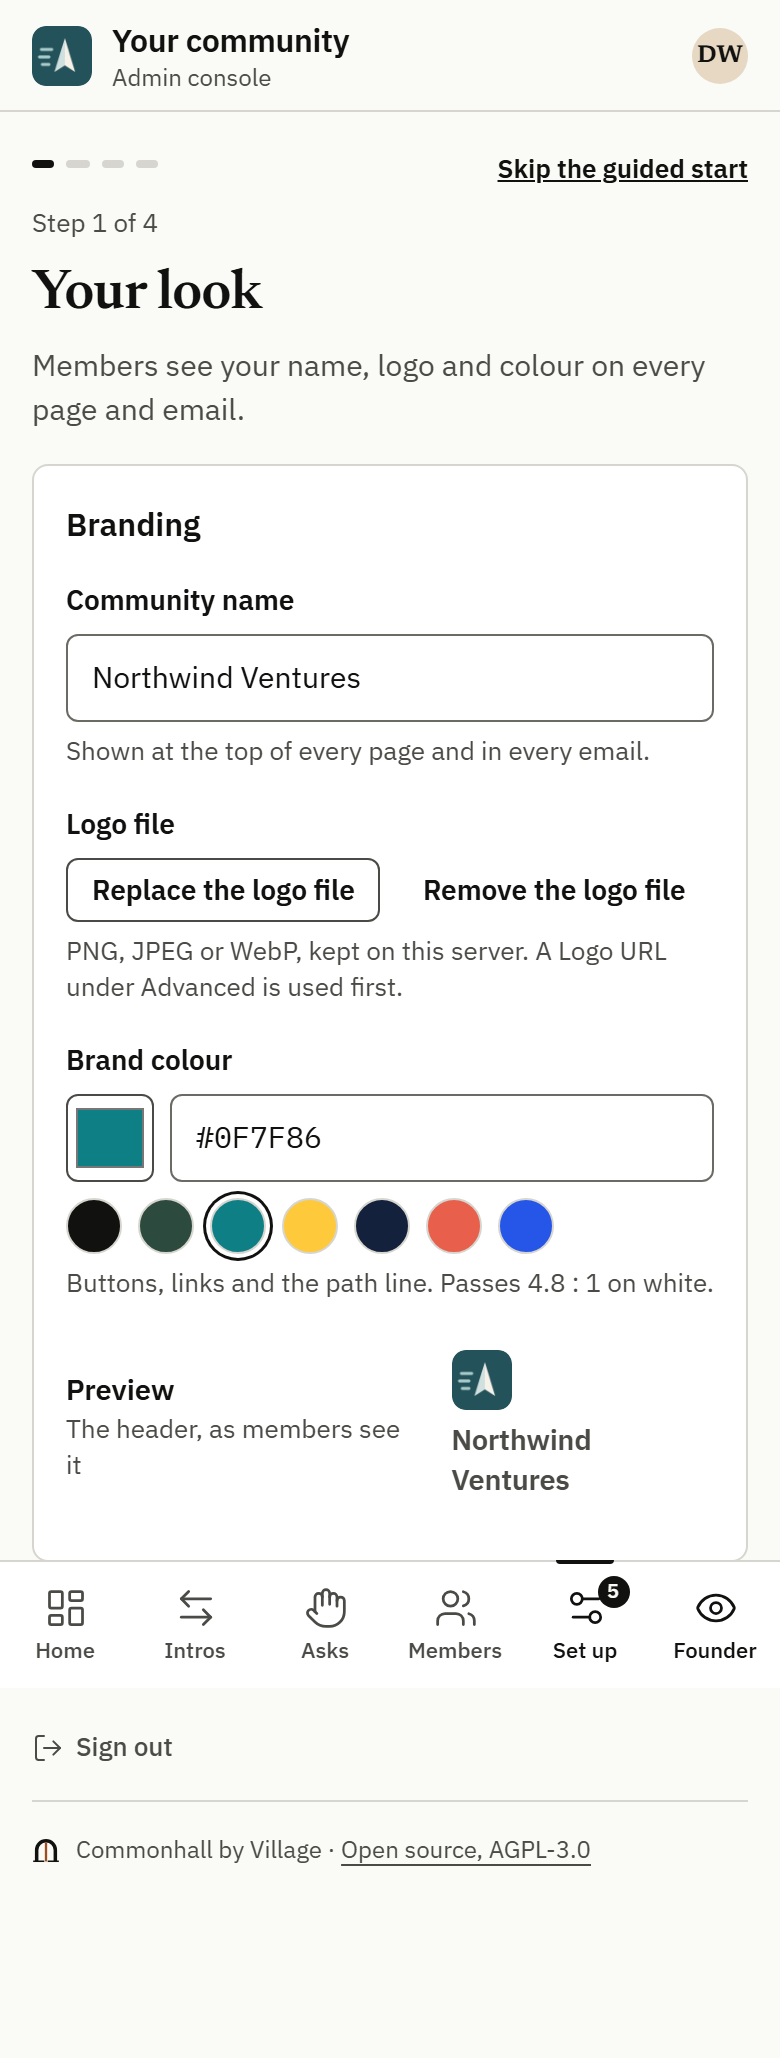 Your community
Admin console
DW
Skip the guided start
Step 1 of 4
Your look
Members see your name, logo and colour on every
page and email.
Branding
Community name
Northwind Ventures
Shown at the top of every page and in every email.
Logo file
Replace the logo file
Remove the logo file
PNG, JPEG or WebP, kept on this server. A Logo URL
under Advanced is used first.
Brand colour
#0F7F86
Buttons, links and the path line. Passes 4.8 : 1 on white.
Preview
The header, as members see
it
Northwind
Ventures
5
Home
Intros
Asks
Members
Set up
Founder
Sign out
Commonhall by Village · Open source, AGPL-3.0